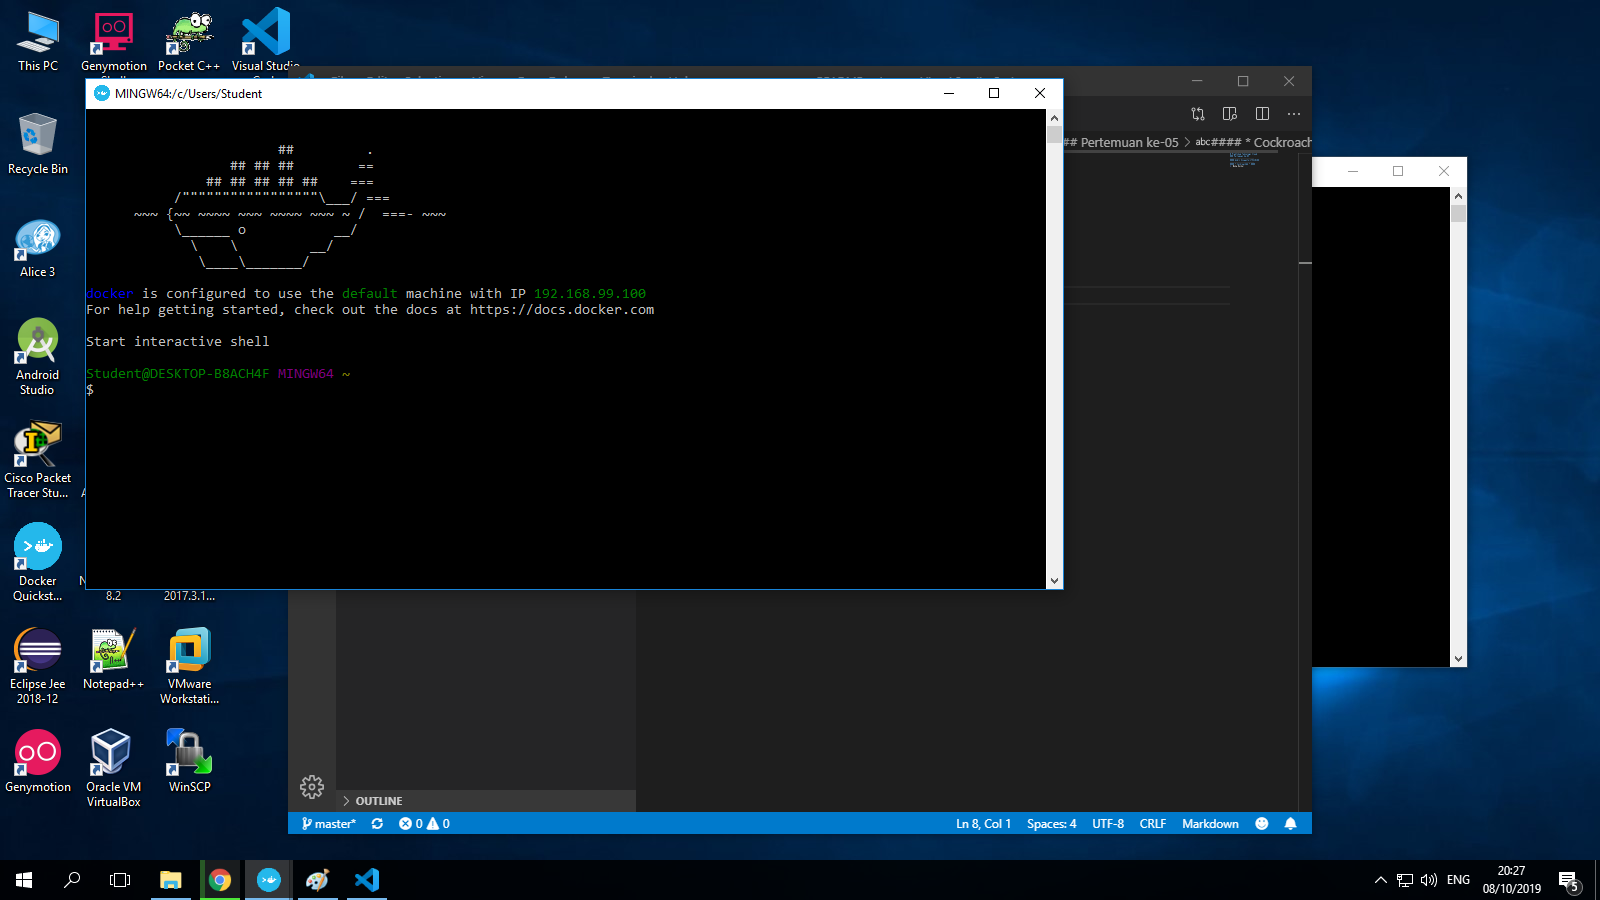 This PC
Genymotion
Pocket C++
Visual Studio
Recycle Bin
Alice 3
Android
Studio
Cisco Packet
Tracer Stu...
Docker
Quickst...
8.2
2017.3.1...
Eclipse Jee
2018-12
Notepad++
VMware
Workstati...
Genymotion
Oracle VM
VirtualBox
WinSCP
MINGW64:/c/Users/Student
                        ##         .
                  ## ## ##        ==
               ## ## ## ## ##    ===
           /"""""""""""""""""\___/ ===
      ~~~ {~~ ~~~~ ~~~ ~~~~ ~~~ ~ /  ===- ~~~
           \______ o           __/
             \    \         __/
              \____\_______/
docker is configured to use the default machine with IP 192.168.99.100
For help getting started, check out the docs at https://docs.docker.com
Start interactive shell
Student@DESKTOP-B8ACH4F MINGW64 ~
$
## Pertemuan ke-05 > abc#### * Cockroach
OUTLINE
master* 0 0 Ln 8, Col 1 Spaces: 4 UTF-8 CRLF Markdown
ENG
20:27
08/10/2019
5